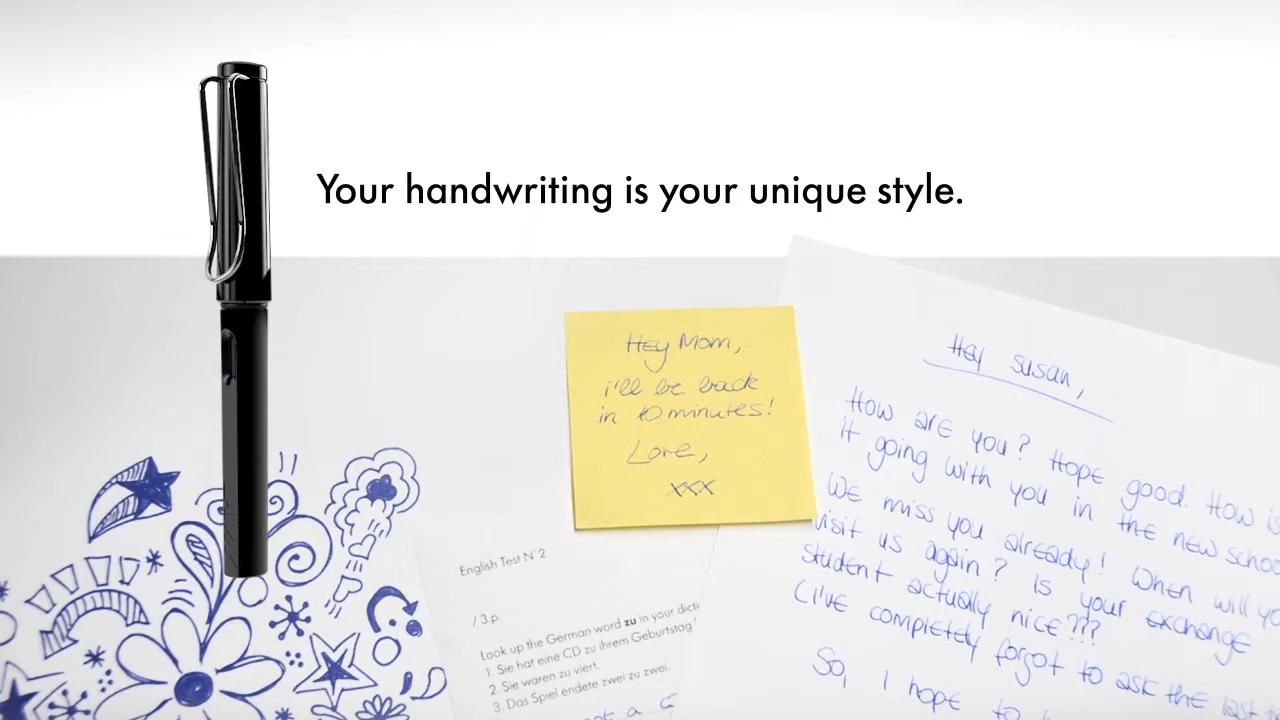 Your handwriting is your unique style.
Hey Mom,
i'll be back
in 10 minutes!
Love,
xxx
Hey Susan,
How are you? Hope good. How is
it going with you in the new schoo
We miss you already! When will yo
visit us again? Is your exchange
student actually nice???
(i've completely forgot to ask the last
So, I hope to
English Test N°2
/ 3.p.
Look up the German word zu in your dicti
1. Sie hat eine CD zu ihrem Geburtstag
2. Sie waren zu viert.
3. Das Spiel endete zwei zu zwei.